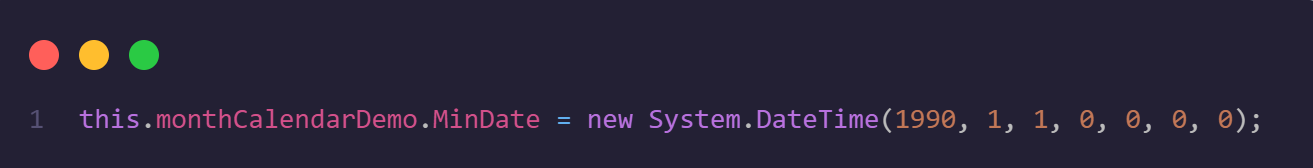 1 this.monthCalendarDemo.MinDate = new System.DateTime(1990, 1, 1, 0, 0, 0, 0);